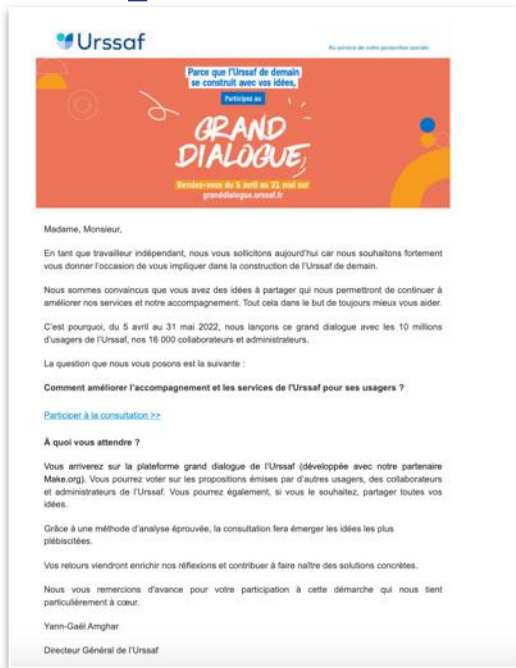 Urssaf
Au service de notre protection sociale
Parce que l'Urssaf de demain
se construit avec vos idées,
Participez au
GRAND
DIALOGUE
Rendez-vous du 5 avril au 31 mai sur
granddialogue.urssaf.fr
Madame, Monsieur,
En tant que travailleur indépendant, nous vous sollicitons aujourd'hui car nous souhaitons fortement
vous donner l'occasion de vous impliquer dans la construction de l'Urssaf de demain.
Nous sommes convaincus que vous avez des idées à partager qui nous permettront de continuer à
améliorer nos services et notre accompagnement. Tout cela dans le but de toujours mieux vous aider.
C'est pourquoi, du 5 avril au 31 mai 2022, nous lançons ce grand dialogue avec les 10 millions
d'usagers de l'Urssaf, nos 16 000 collaborateurs et administrateurs.
La question que nous vous posons est la suivante :
Comment améliorer l'accompagnement et les services de l'Urssaf pour ses usagers ?
Participer à la consultation >>
À quoi vous attendre ?
Vous arriverez sur la plateforme grand dialogue de l'Urssaf (développée avec notre partenaire
Make.org). Vous pourrez voter sur les propositions émises par d'autres usagers, des collaborateurs
et administrateurs de l'Urssaf. Vous pourrez également, si vous le souhaitez, partager toutes vos
idées.
Grâce à une méthode d'analyse éprouvée, la consultation fera émerger les idées les plus
plébiscitées.
Vos retours viendront enrichir nos réflexions et contribuer à faire naître des solutions concrètes.
Nous vous remercions d'avance pour votre participation à cette démarche qui nous tient
particulièrement à cœur.
Yann-Gaël Amghar
Directeur Général de l'Urssaf